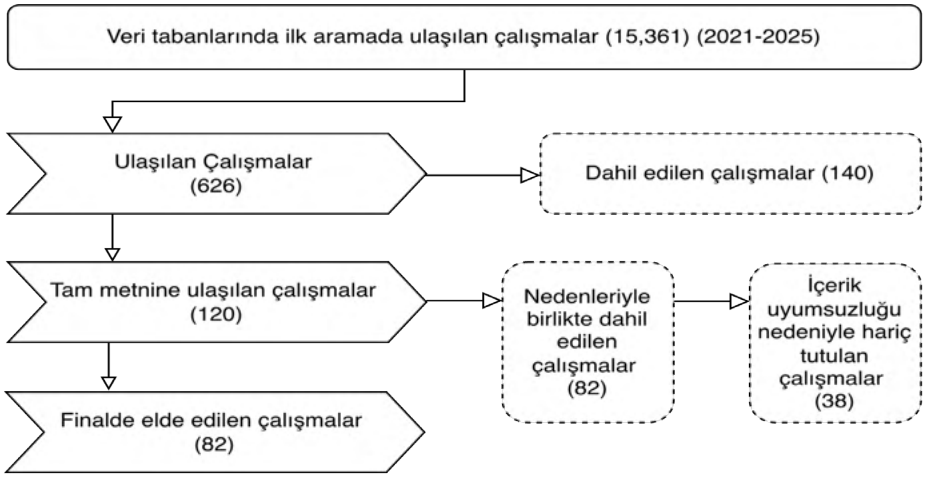 Veri tabanlarında ilk aramada ulaşılan çalışmalar (15,361) (2021-2025)
Ulaşılan Çalışmalar
(626)
Dahil edilen çalışmalar (140)
Tam metnine ulaşılan çalışmalar
(120)
Nedenleriyle
birlikte dahil
edilen
çalışmalar
(82)
İçerik
uyumsuzluğu
nedeniyle hariç
tutulan
çalışmalar
(38)
Finalde elde edilen çalışmalar
(82)